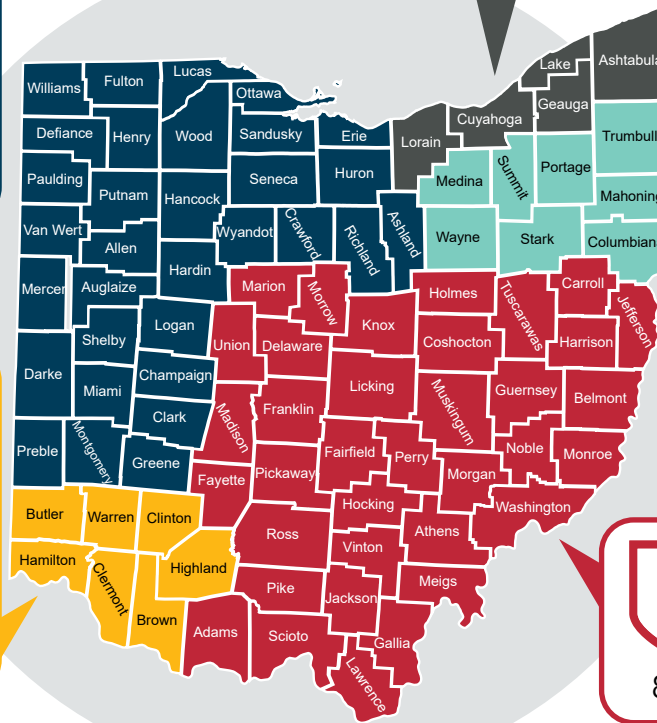 Williams
Fulton
Lucas
Ottawa
Lake
Geauga
Ashtabula
Defiance
Henry
Wood
Sandusky
Erie
Lorain
Cuyahoga
Trumbull
Paulding
Putnam
Hancock
Seneca
Huron
Medina
Summit
Portage
Mahoning
Van Wert
Allen
Wyandot
Crawford
Richland
Ashland
Wayne
Stark
Columbian
Mercer
Auglaize
Hardin
Marion
Morrow
Holmes
Tuscarawas
Carroll
Jefferson
Shelby
Logan
Union
Delaware
Knox
Coshocton
Harrison
Darke
Miami
Champaign
Clark
Madison
Franklin
Licking
Muskingum
Guernsey
Belmont
Preble
Montgomery
Greene
Fayette
Pickaway
Fairfield
Perry
Morgan
Noble
Monroe
Butler
Warren
Clinton
Ross
Hocking
Athens
Washington
Hamilton
Clermont
Highland
Vinton
Brown
Pike
Jackson
Meigs
Adams
Scioto
Gallia
Lawrence